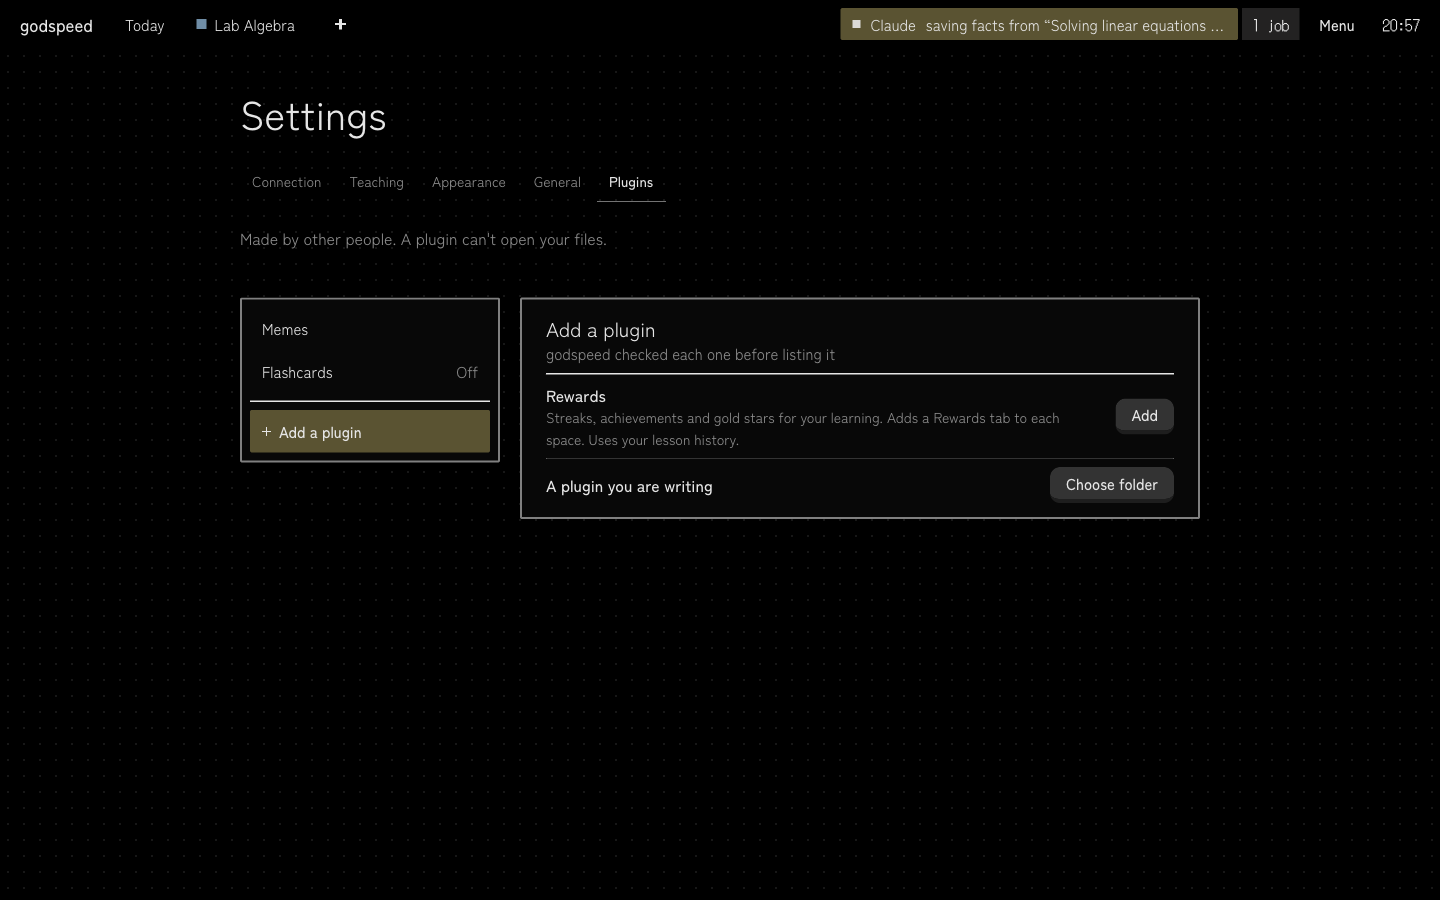 godspeed
Today
Lab Algebra
+
Claude saving facts from “Solving linear equations ...
1 job
Menu
20:57
Settings
Connection
Teaching
Appearance
General
Plugins
Made by other people. A plugin can't open your files.
Memes
Flashcards
Off
+ Add a plugin
Add a plugin
godspeed checked each one before listing it
Rewards
Streaks, achievements and gold stars for your learning. Adds a Rewards tab to each
space. Uses your lesson history.
Add
A plugin you are writing
Choose folder